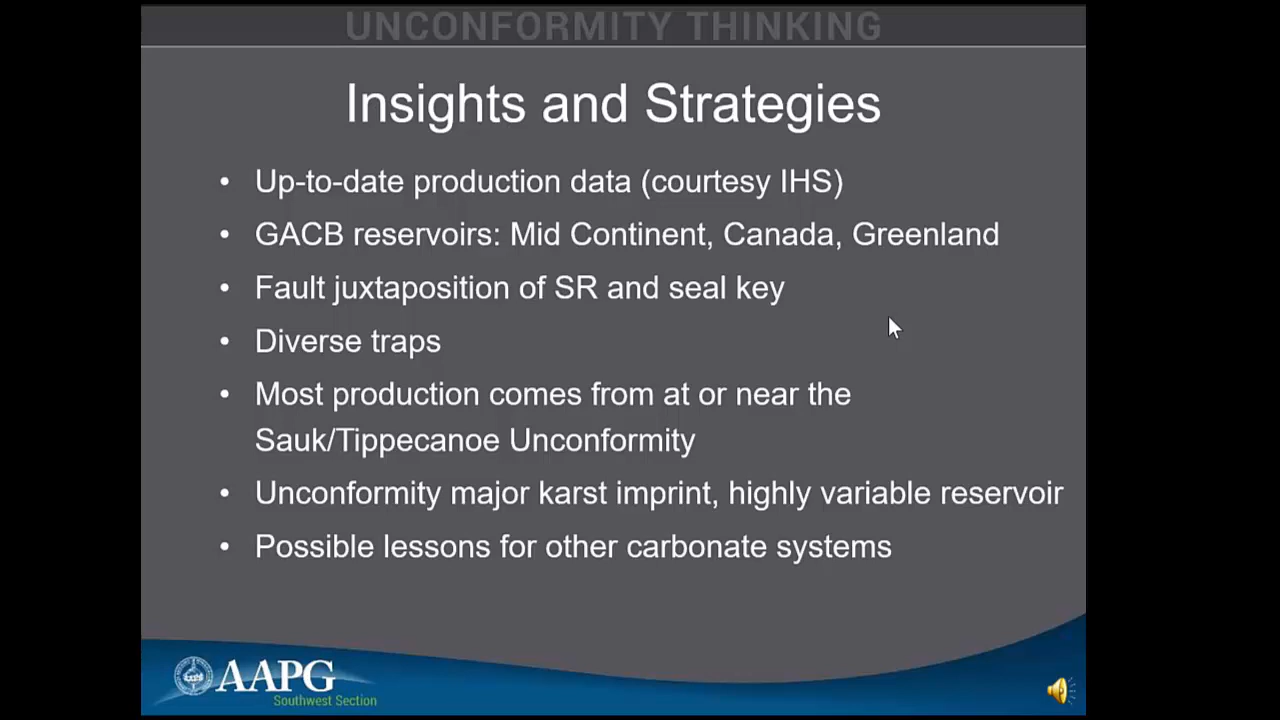 UNCONFORMITY THINKING
Insights and Strategies
• Up-to-date production data (courtesy IHS)
• GACB reservoirs: Mid Continent, Canada, Greenland
• Fault juxtaposition of SR and seal key
• Diverse traps
• Most production comes from at or near the
Sauk/Tippecanoe Unconformity
• Unconformity major karst imprint, highly variable reservoir
• Possible lessons for other carbonate systems
AAPG
Southwest Section